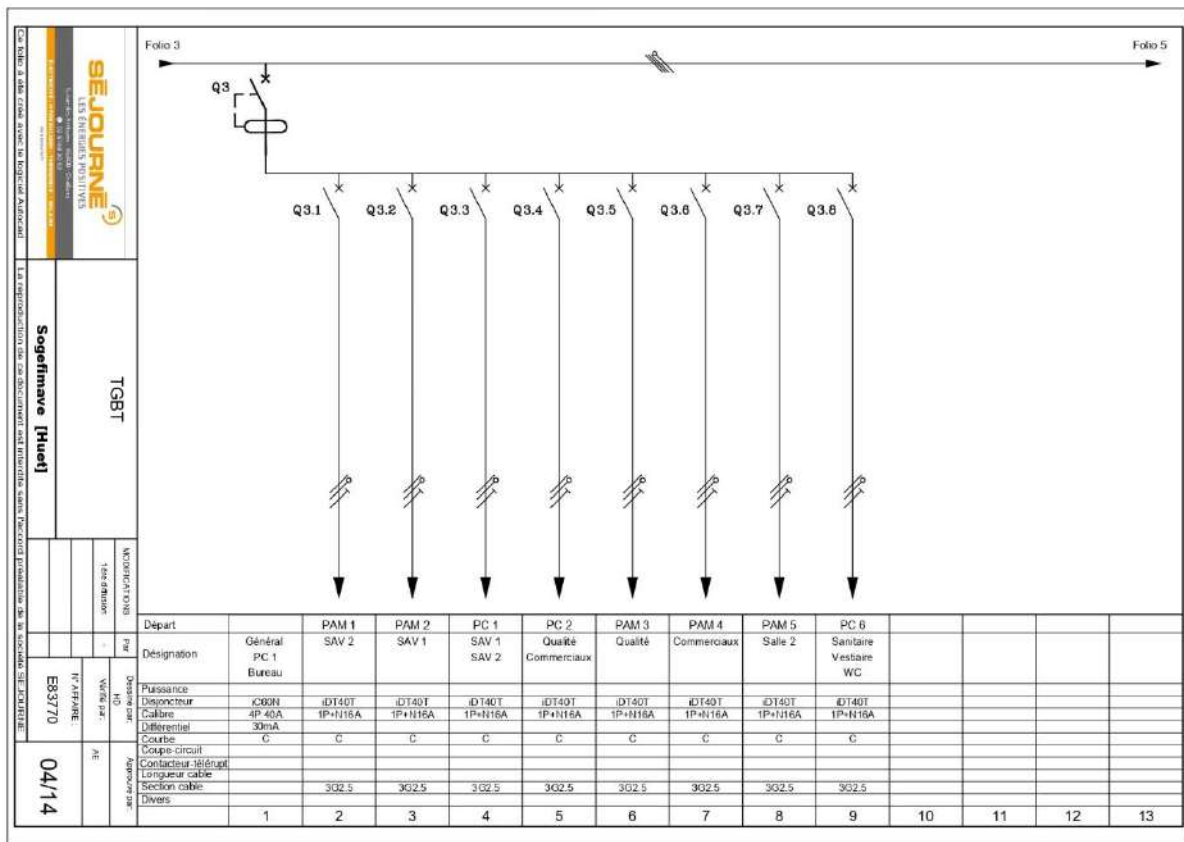 Folio 3
Folio 5
Q3
Q3.1
Q3.2
Q3.3
Q3.4
Q3.5
Q3.6
Q3.7
Q3.8
Départ PAM 1 PAM 2 PC 1 PC 2 PAM 3 PAM 4 PAM 5 PC 6
Désignation
Général SAV 2 SAV 1 SAV 1 Qualité Qualité Commerciaux Salle 2 Sanitaire
PC 1 SAV 2 Commerciaux Vestiaire
Bureau WC
Puissance
Disjoncteur iC60N iDT40T iDT40T iDT40T iDT40T iDT40T iDT40T iDT40T iDT40T
Calibre 4P 40A 1P+N16A 1P+N16A 1P+N16A 1P+N16A 1P+N16A 1P+N16A 1P+N16A 1P+N16A
Différentiel 30mA
Courbe C C C C C C C C C
Coupe-circuit
Contacteur-télérupt
Longueur cable
Section cable 3G2.5 3G2.5 3G2.5 3G2.5 3G2.5 3G2.5 3G2.5 3G2.5
Divers
1 2 3 4 5 6 7 8 9 10 11 12 13
SÉJOURNÉ
LES ÉNERGIES POSITIVES
TGBT
Sogefimave [Huet]
MODIFICATIONS
Par
1ère diffusion
-
Dessiné par:
HD
Vérifié par:
Approuvé par:
AE
N° AFFAIRE :
E83770
04/14
Ce folio à été créé avec le logiciel Autocad
La reproduction de ce document est interdite sans l'accord préalable de la société SEJOURNE